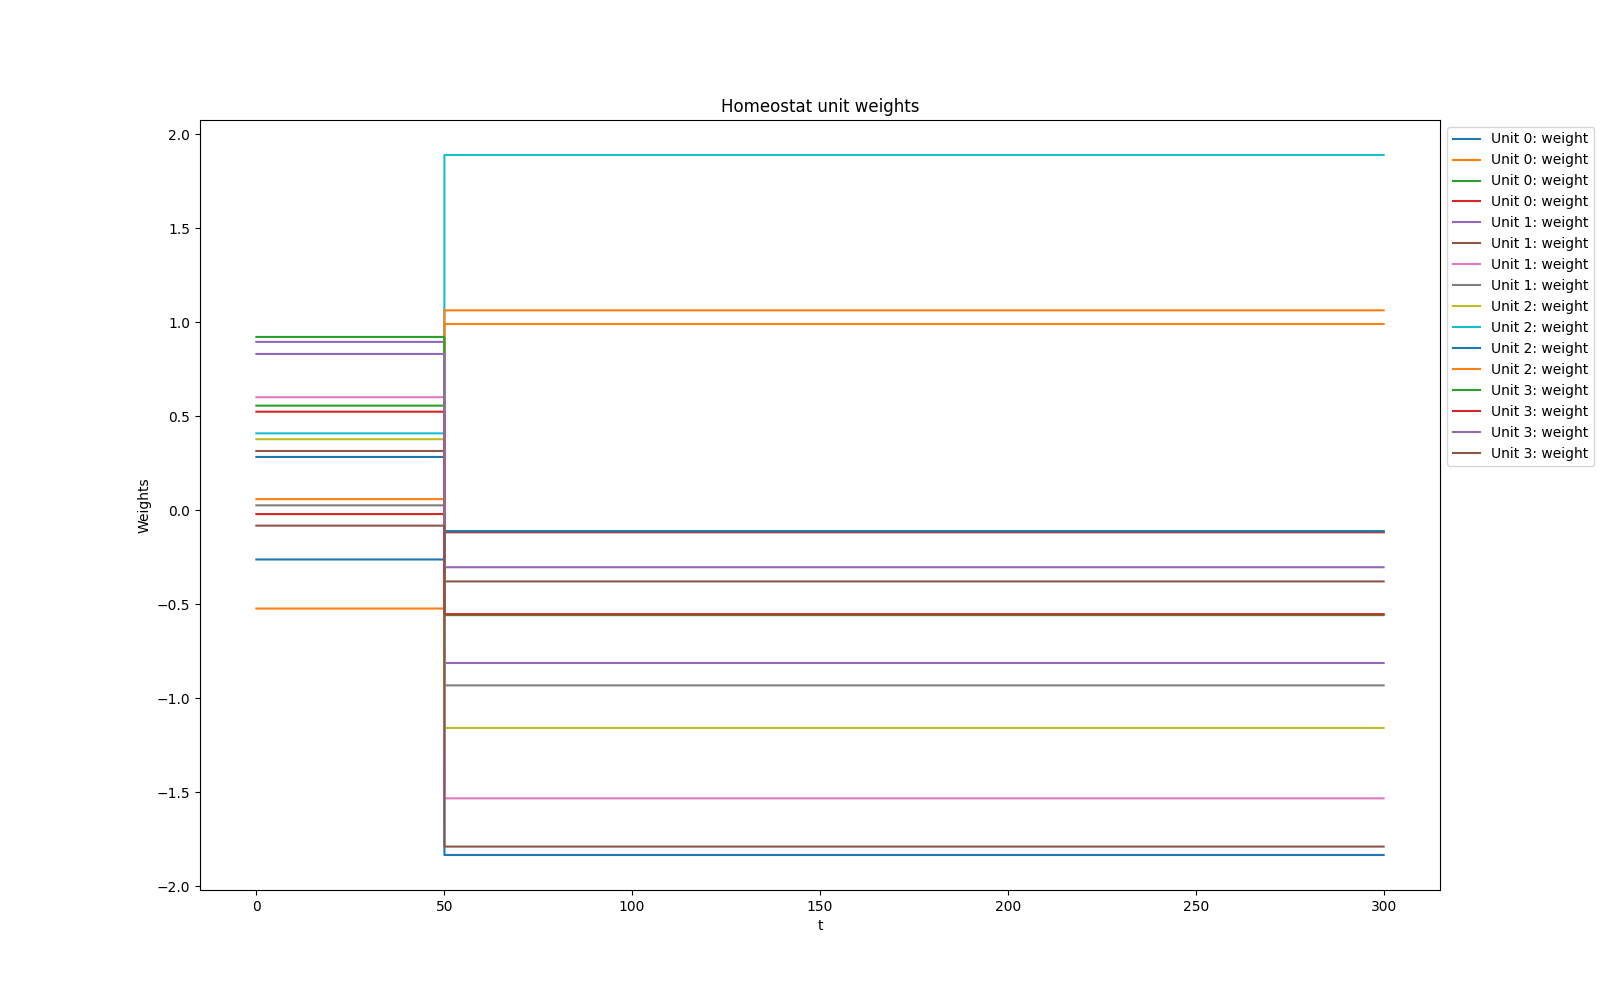 Homeostat unit weights
2.0
1.5
1.0
0.5
0.0
−0.5
−1.0
−1.5
−2.0
Weights
0
50
100
150
200
250
300
t
Unit 0: weight
Unit 0: weight
Unit 0: weight
Unit 0: weight
Unit 1: weight
Unit 1: weight
Unit 1: weight
Unit 1: weight
Unit 2: weight
Unit 2: weight
Unit 2: weight
Unit 2: weight
Unit 3: weight
Unit 3: weight
Unit 3: weight
Unit 3: weight